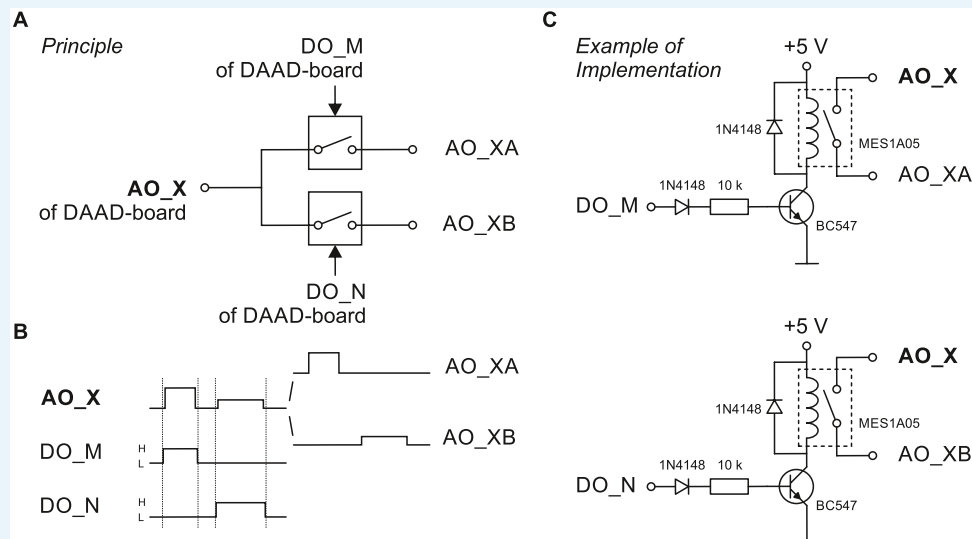 A
Principle
DO_M
of DAAD-board
AO_XA
AO_X
of DAAD-board
AO_XB
DO_N
of DAAD-board
B
AO_X
AO_XA
AO_XB
DO_M
H
L
DO_N
H
L
C
Example of
Implementation
+5 V
AO_X
1N4148
MES1A05
AO_XA
1N4148
10 k
DO_M
BC547
+5 V
AO_X
1N4148
MES1A05
AO_XB
1N4148
10 k
DO_N
BC547